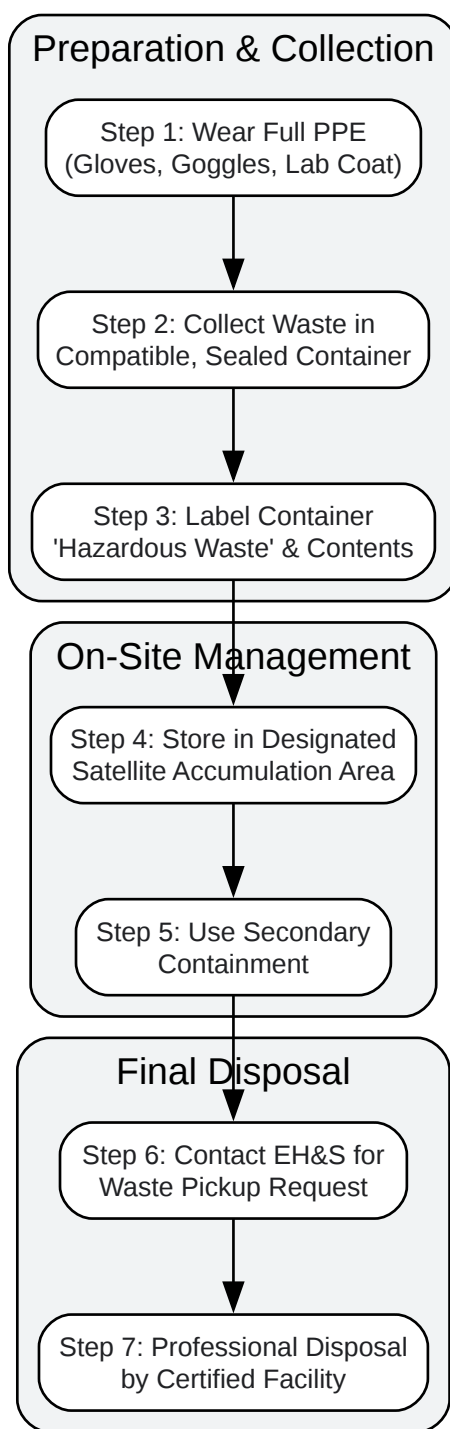 Preparation & Collection
Step 1: Wear Full PPE
(Gloves, Goggles, Lab Coat)
Step 2: Collect Waste in
Compatible, Sealed Container
Step 3: Label Container
'Hazardous Waste' & Contents
On-Site Management
Step 4: Store in Designated
Satellite Accumulation Area
Step 5: Use Secondary
Containment
Final Disposal
Step 6: Contact EH&S for
Waste Pickup Request
Step 7: Professional Disposal
by Certified Facility